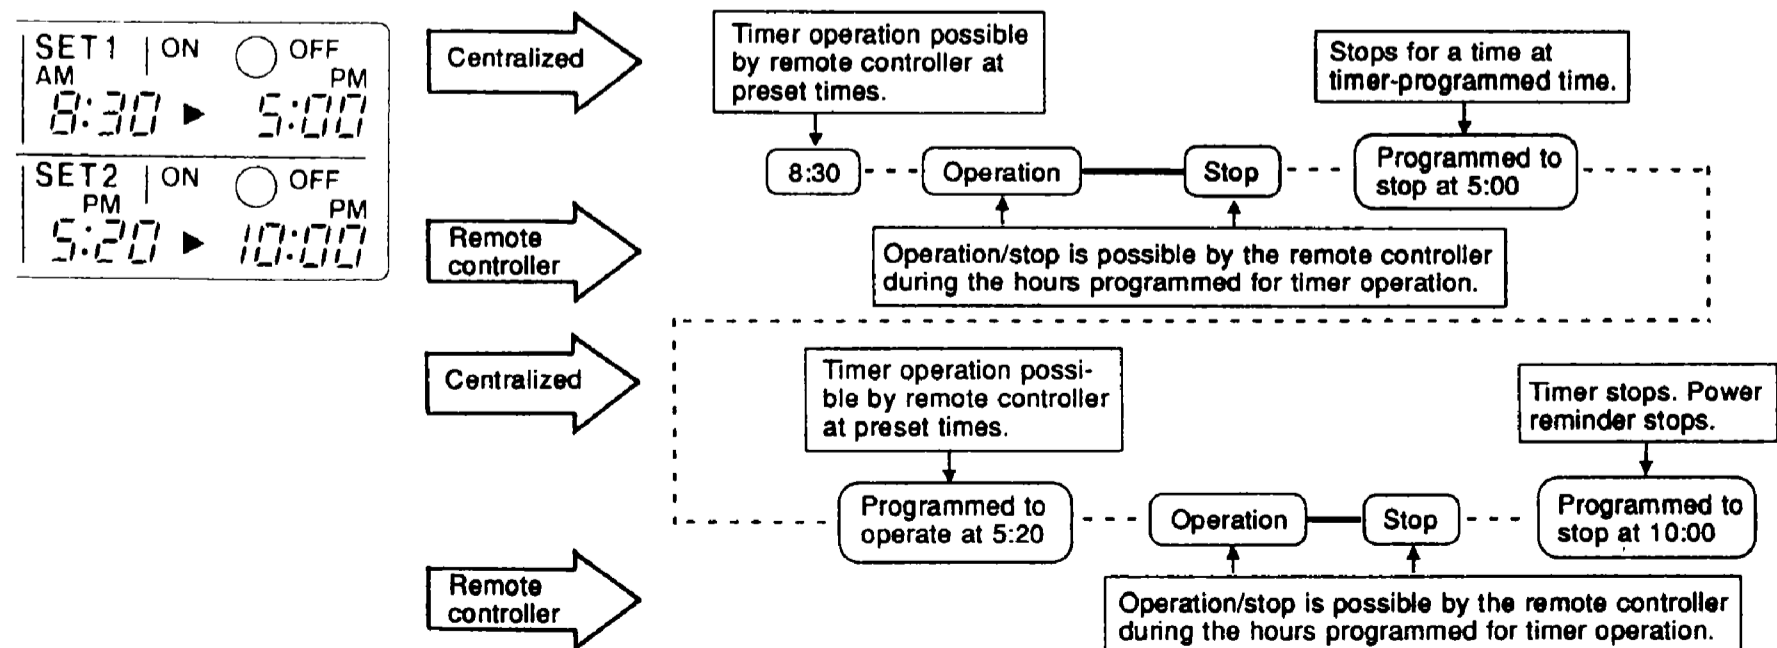 SET1 | ON ◯ OFF
AM PM
8:30 ▶ 5:00
SET2 | ON ◯ OFF
PM PM
5:20 ▶ 10:00
Centralized
Timer operation possible
by remote controller at
preset times.
Stops for a time at
timer-programmed time.
8:30
Operation
Stop
Programmed to
stop at 5:00
Remote
controller
Operation/stop is possible by the remote controller
during the hours programmed for timer operation.
Centralized
Timer operation possi-
ble by remote controller
at preset times.
Timer stops. Power
reminder stops.
Programmed to
operate at 5:20
Operation
Stop
Programmed to
stop at 10:00
Remote
controller
Operation/stop is possible by the remote controller
during the hours programmed for timer operation.